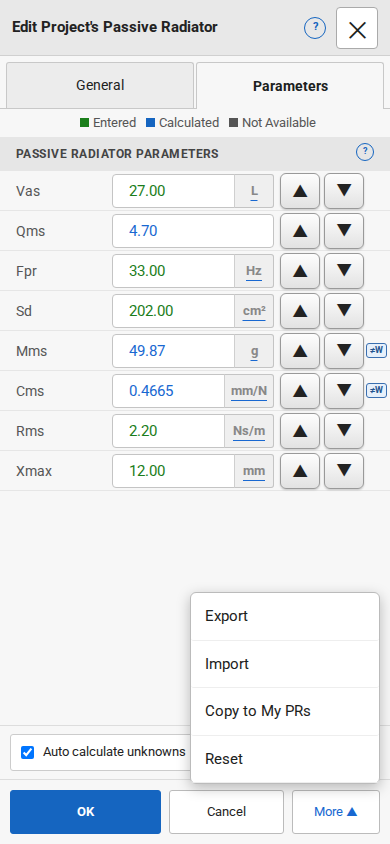 Edit Project's Passive Radiator ?
General Parameters
Entered Calculated Not Available
PASSIVE RADIATOR PARAMETERS ?
Vas 27.00 L
Qms 4.70
Fpr 33.00 Hz
Sd 202.00 cm²
Mms 49.87 g ≠W
Cms 0.4665 mm/N ≠W
Rms 2.20 Ns/m
Xmax 12.00 mm
Export
Import
Copy to My PRs
Reset
Auto calculate unknowns
OK Cancel More